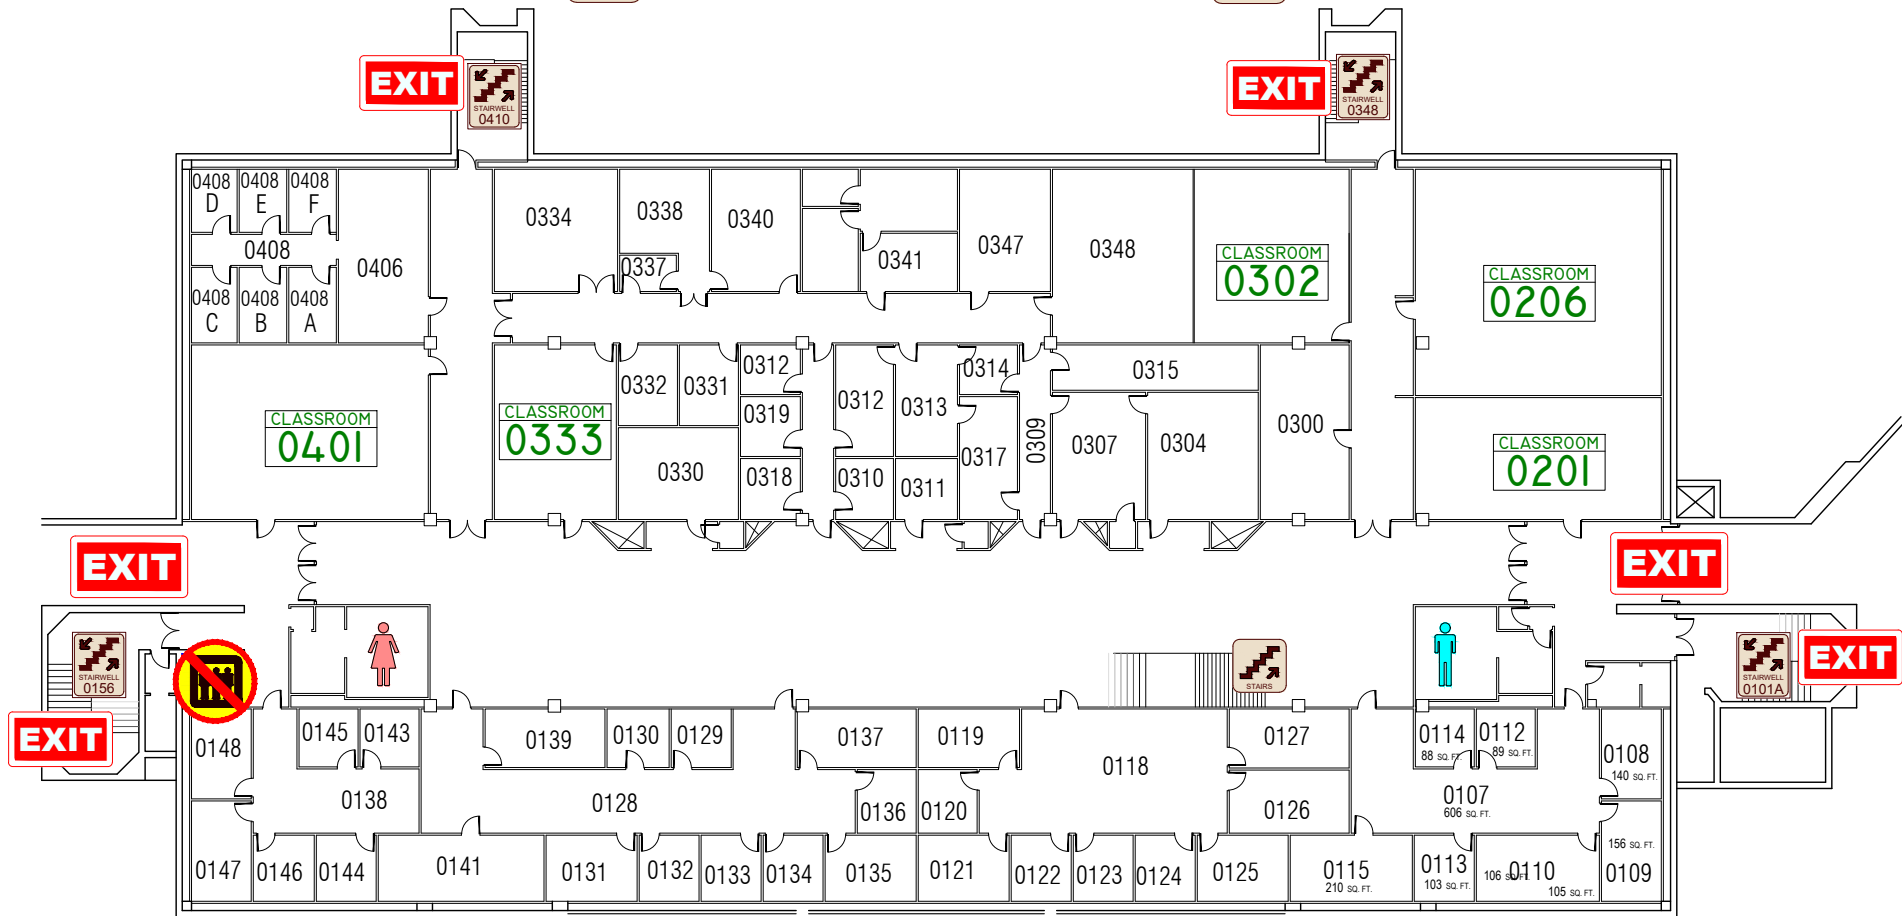 EXIT
STAIRWELL
0410
EXIT
STAIRWELL
0348
0408
D
0408
E
0408
F
0408
0408
C
0408
B
0408
A
0406
0334
0338
0337
0340
0341
0347
0348
CLASSROOM
0302
CLASSROOM
0206
CLASSROOM
0401
CLASSROOM
0333
0332
0331
0330
0312
0319
0318
0312
0310
0313
0311
0314
0317
0309
0315
0307
0304
0300
CLASSROOM
0201
EXIT
EXIT
STAIRWELL
0156
EXIT
STAIRS
STAIRWELL
0101A
EXIT
0148
0145
0143
0139
0130
0129
0137
0119
0118
0127
0114
88 SQ. FT.
0112
89 SQ. FT.
0108
140 SQ. FT.
0138
0128
0136
0120
0126
0107
606 SQ. FT.
0147
0146
0144
0141
0131
0132
0133
0134
0135
0121
0122
0123
0124
0125
0115
210 SQ. FT.
0113
103 SQ. FT.
106 SQ. FT.
0110
105 SQ. FT.
156 SQ. FT.
0109